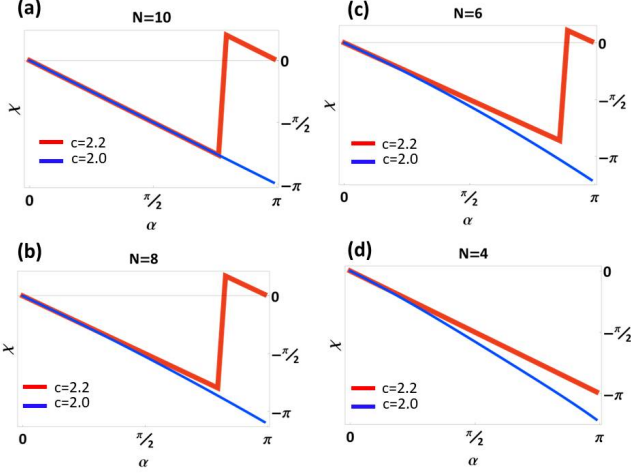 (a)
N=10
χ
0
−π/2
−π
c=2.2
c=2.0
0
π/2
π
α
(c)
N=6
χ
0
−π/2
−π
c=2.2
c=2.0
0
π/2
π
α
(b)
N=8
χ
0
−π/2
−π
c=2.2
c=2.0
0
π/2
π
α
(d)
N=4
χ
0
−π/2
−π
c=2.2
c=2.0
0
π/2
π
α